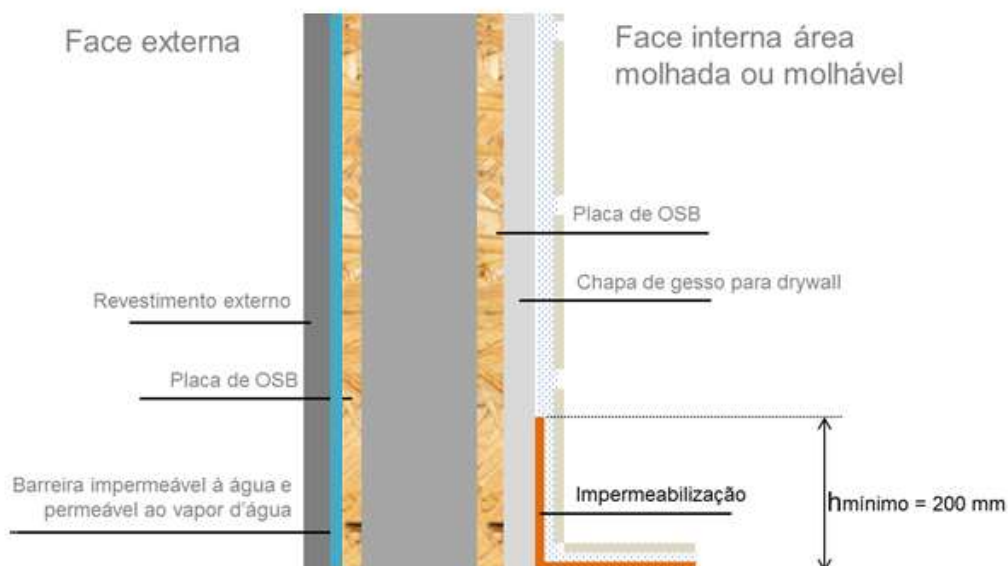 Face externa
Face interna área
molhada ou molhável
Placa de OSB
Chapa de gesso para drywall
Revestimento externo
Placa de OSB
Barreira impermeável à água e
permeável ao vapor d'água
Impermeabilização
hmínimo = 200 mm